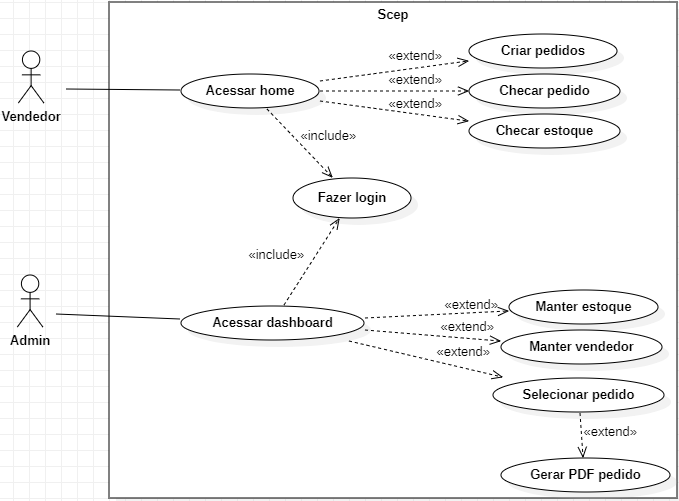 Scep
Vendedor
Acessar home
«extend»
Criar pedidos
«extend»
Checar pedido
«extend»
Checar estoque
«include»
Fazer login
«include»
Admin
Acessar dashboard
«extend»
Manter estoque
«extend»
Manter vendedor
«extend»
Selecionar pedido
«extend»
Gerar PDF pedido